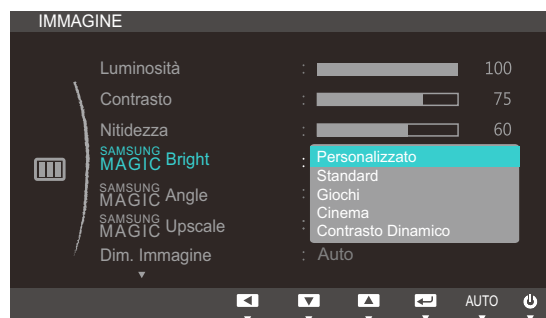 IMMAGINE
Luminosità : 100
Contrasto : 75
Nitidezza : 60
SAMSUNG MAGIC Bright : Personalizzato
Standard
SAMSUNG MAGIC Angle : Giochi
Cinema
SAMSUNG MAGIC Upscale : Contrasto Dinamico
Dim. Immagine : Auto
AUTO